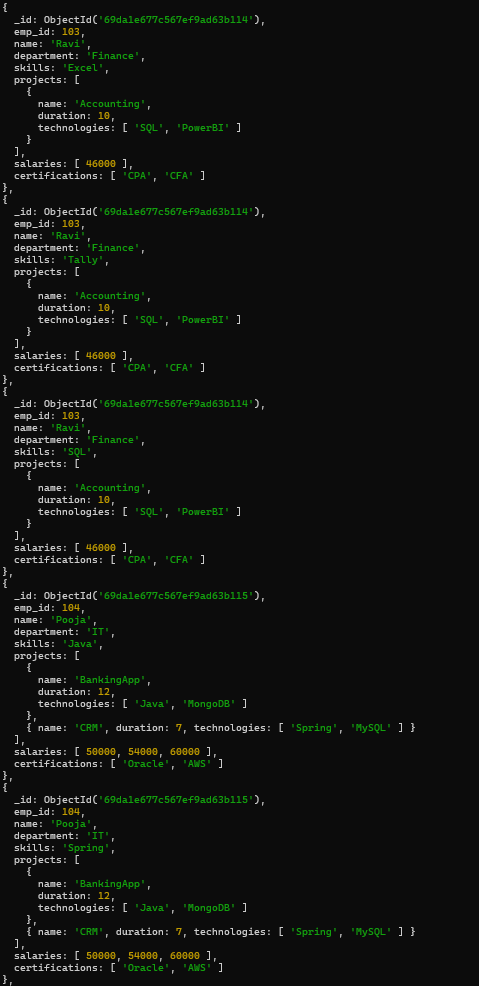 {
  _id: ObjectId('69da1e677c567ef9ad63b114'),
  emp_id: 103,
  name: 'Ravi',
  department: 'Finance',
  skills: 'Excel',
  projects: [
    {
      name: 'Accounting',
      duration: 10,
      technologies: [ 'SQL', 'PowerBI' ]
    }
  ],
  salaries: [ 46000 ],
  certifications: [ 'CPA', 'CFA' ]
},
{
  _id: ObjectId('69da1e677c567ef9ad63b114'),
  emp_id: 103,
  name: 'Ravi',
  department: 'Finance',
  skills: 'Tally',
  projects: [
    {
      name: 'Accounting',
      duration: 10,
      technologies: [ 'SQL', 'PowerBI' ]
    }
  ],
  salaries: [ 46000 ],
  certifications: [ 'CPA', 'CFA' ]
},
{
  _id: ObjectId('69da1e677c567ef9ad63b114'),
  emp_id: 103,
  name: 'Ravi',
  department: 'Finance',
  skills: 'SQL',
  projects: [
    {
      name: 'Accounting',
      duration: 10,
      technologies: [ 'SQL', 'PowerBI' ]
    }
  ],
  salaries: [ 46000 ],
  certifications: [ 'CPA', 'CFA' ]
},
{
  _id: ObjectId('69da1e677c567ef9ad63b115'),
  emp_id: 104,
  name: 'Pooja',
  department: 'IT',
  skills: 'Java',
  projects: [
    {
      name: 'BankingApp',
      duration: 12,
      technologies: [ 'Java', 'MongoDB' ]
    },
    { name: 'CRM', duration: 7, technologies: [ 'Spring', 'MySQL' ] }
  ],
  salaries: [ 50000, 54000, 60000 ],
  certifications: [ 'Oracle', 'AWS' ]
},
{
  _id: ObjectId('69da1e677c567ef9ad63b115'),
  emp_id: 104,
  name: 'Pooja',
  department: 'IT',
  skills: 'Spring',
  projects: [
    {
      name: 'BankingApp',
      duration: 12,
      technologies: [ 'Java', 'MongoDB' ]
    },
    { name: 'CRM', duration: 7, technologies: [ 'Spring', 'MySQL' ] }
  ],
  salaries: [ 50000, 54000, 60000 ],
  certifications: [ 'Oracle', 'AWS' ]
},